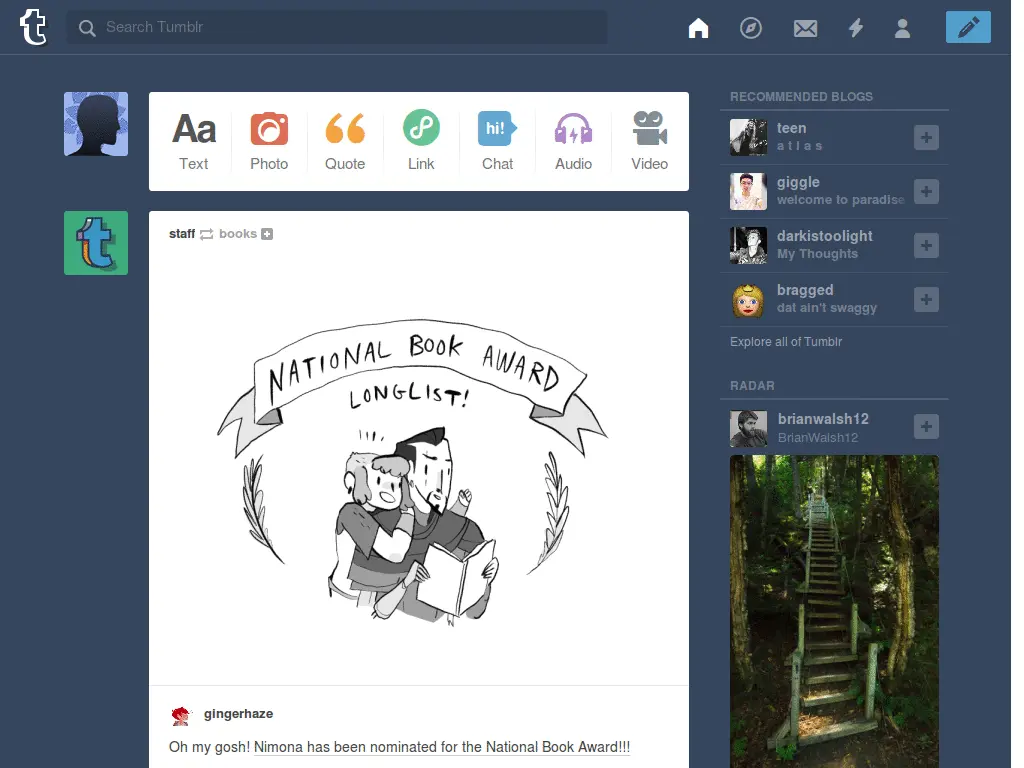 Search Tumblr
Aa
hi!
Text
Photo
Quote
Link
Chat
Audio
Video
staff books
NATIONAL BOOK AWARD
LONGLIST!
gingerhaze
Oh my gosh! Nimona has been nominated for the National Book Award!!!
RECOMMENDED BLOGS
teen
a t l a s
giggle
welcome to paradise
darkistoolight
My Thoughts
bragged
dat ain't swaggy
Explore all of Tumblr
RADAR
brianwalsh12
BrianWalsh12